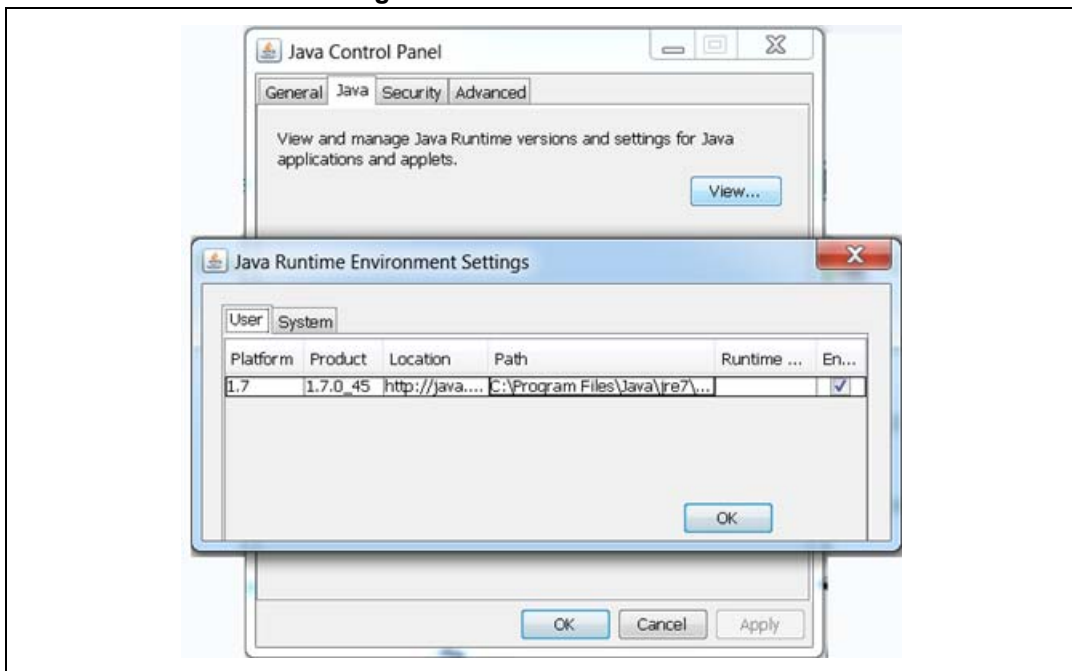 Java Control Panel
General Java Security Advanced
View and manage Java Runtime versions and settings for Java
applications and applets.
View...
Java Runtime Environment Settings
User System
Platform Product Location Path Runtime ... En...
1.7 1.7.0_45 http://java.... C:\Program Files\Java\jre7\...
OK
OK Cancel Apply